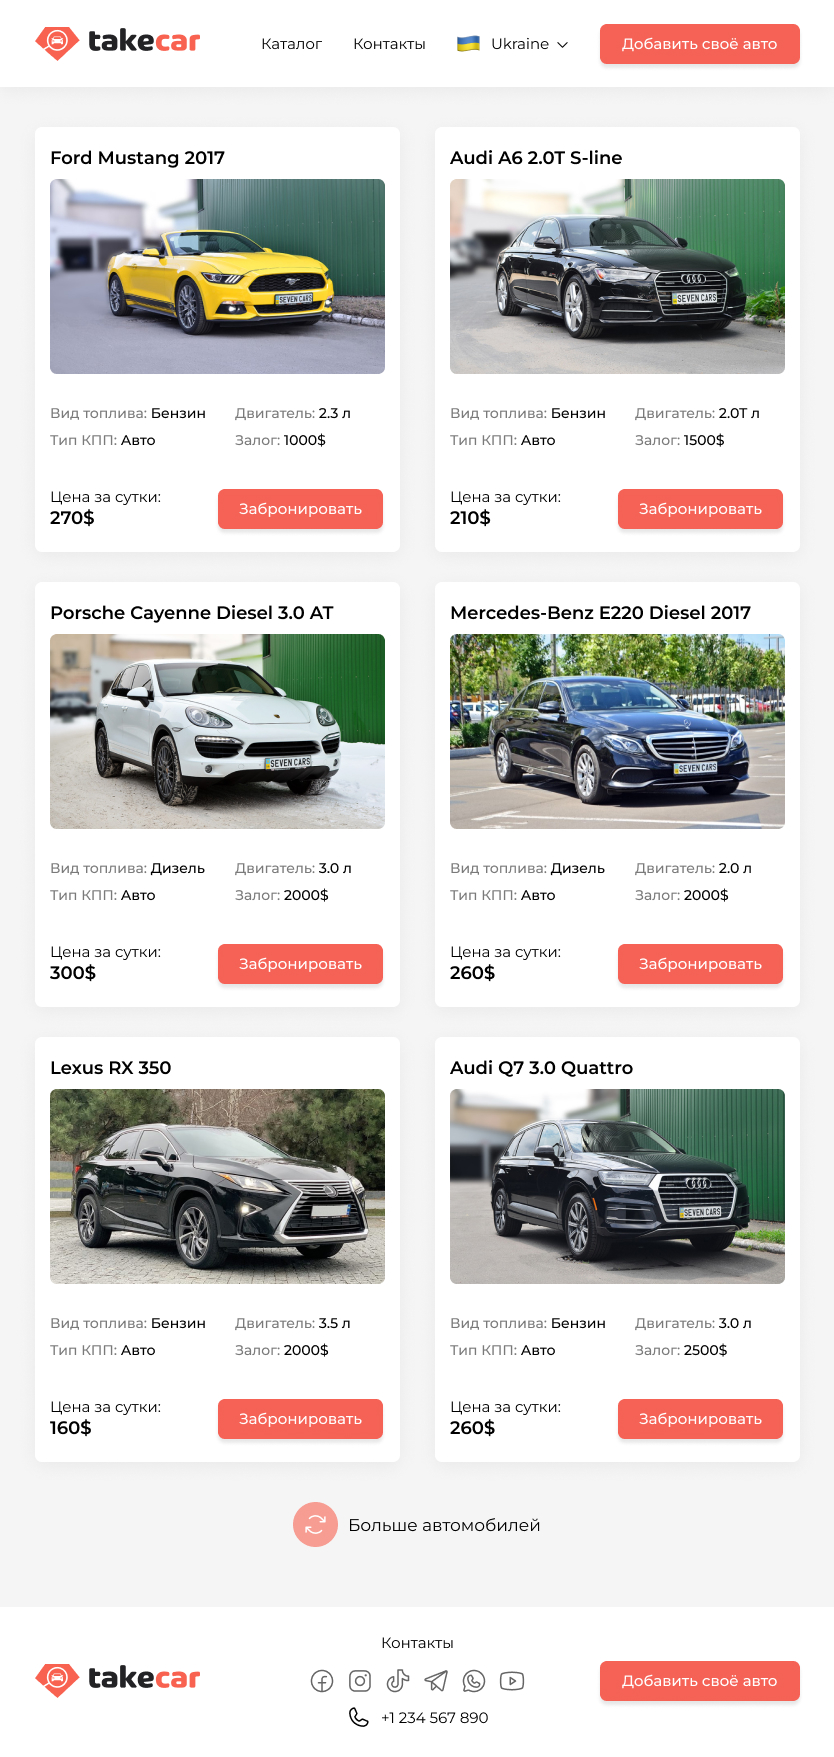 takecar
Каталог
Контакты
Ukraine
Добавить своё авто
Ford Mustang 2017
SEVEN CARS
Вид топлива: Бензин
Двигатель: 2.3 л
Тип КПП: Авто
Залог: 1000$
Цена за сутки:
270$
Забронировать
Audi A6 2.0T S-line
SEVEN CARS
Вид топлива: Бензин
Двигатель: 2.0T л
Тип КПП: Авто
Залог: 1500$
Цена за сутки:
210$
Забронировать
Porsche Cayenne Diesel 3.0 AT
SEVEN CARS
Вид топлива: Дизель
Двигатель: 3.0 л
Тип КПП: Авто
Залог: 2000$
Цена за сутки:
300$
Забронировать
Mercedes-Benz E220 Diesel 2017
SEVEN CARS
Вид топлива: Дизель
Двигатель: 2.0 л
Тип КПП: Авто
Залог: 2000$
Цена за сутки:
260$
Забронировать
Lexus RX 350
Вид топлива: Бензин
Двигатель: 3.5 л
Тип КПП: Авто
Залог: 2000$
Цена за сутки:
160$
Забронировать
Audi Q7 3.0 Quattro
SEVEN CARS
Вид топлива: Бензин
Двигатель: 3.0 л
Тип КПП: Авто
Залог: 2500$
Цена за сутки:
260$
Забронировать
Больше автомобилей
takecar
Контакты
+1 234 567 890
Добавить своё авто